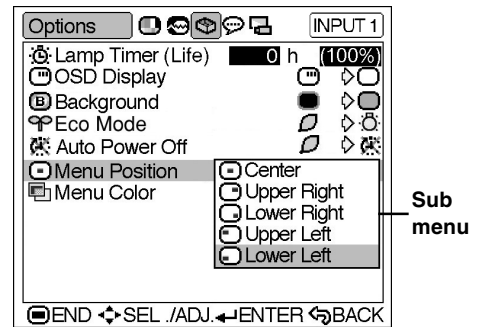 Options INPUT 1
Lamp Timer (Life) 0 h (100%)
OSD Display
B Background
Eco Mode
Auto Power Off
Menu Position
Menu Color
Center
Upper Right
Lower Right
Upper Left
Lower Left
Sub
menu
END SEL ./ADJ. ENTER BACK